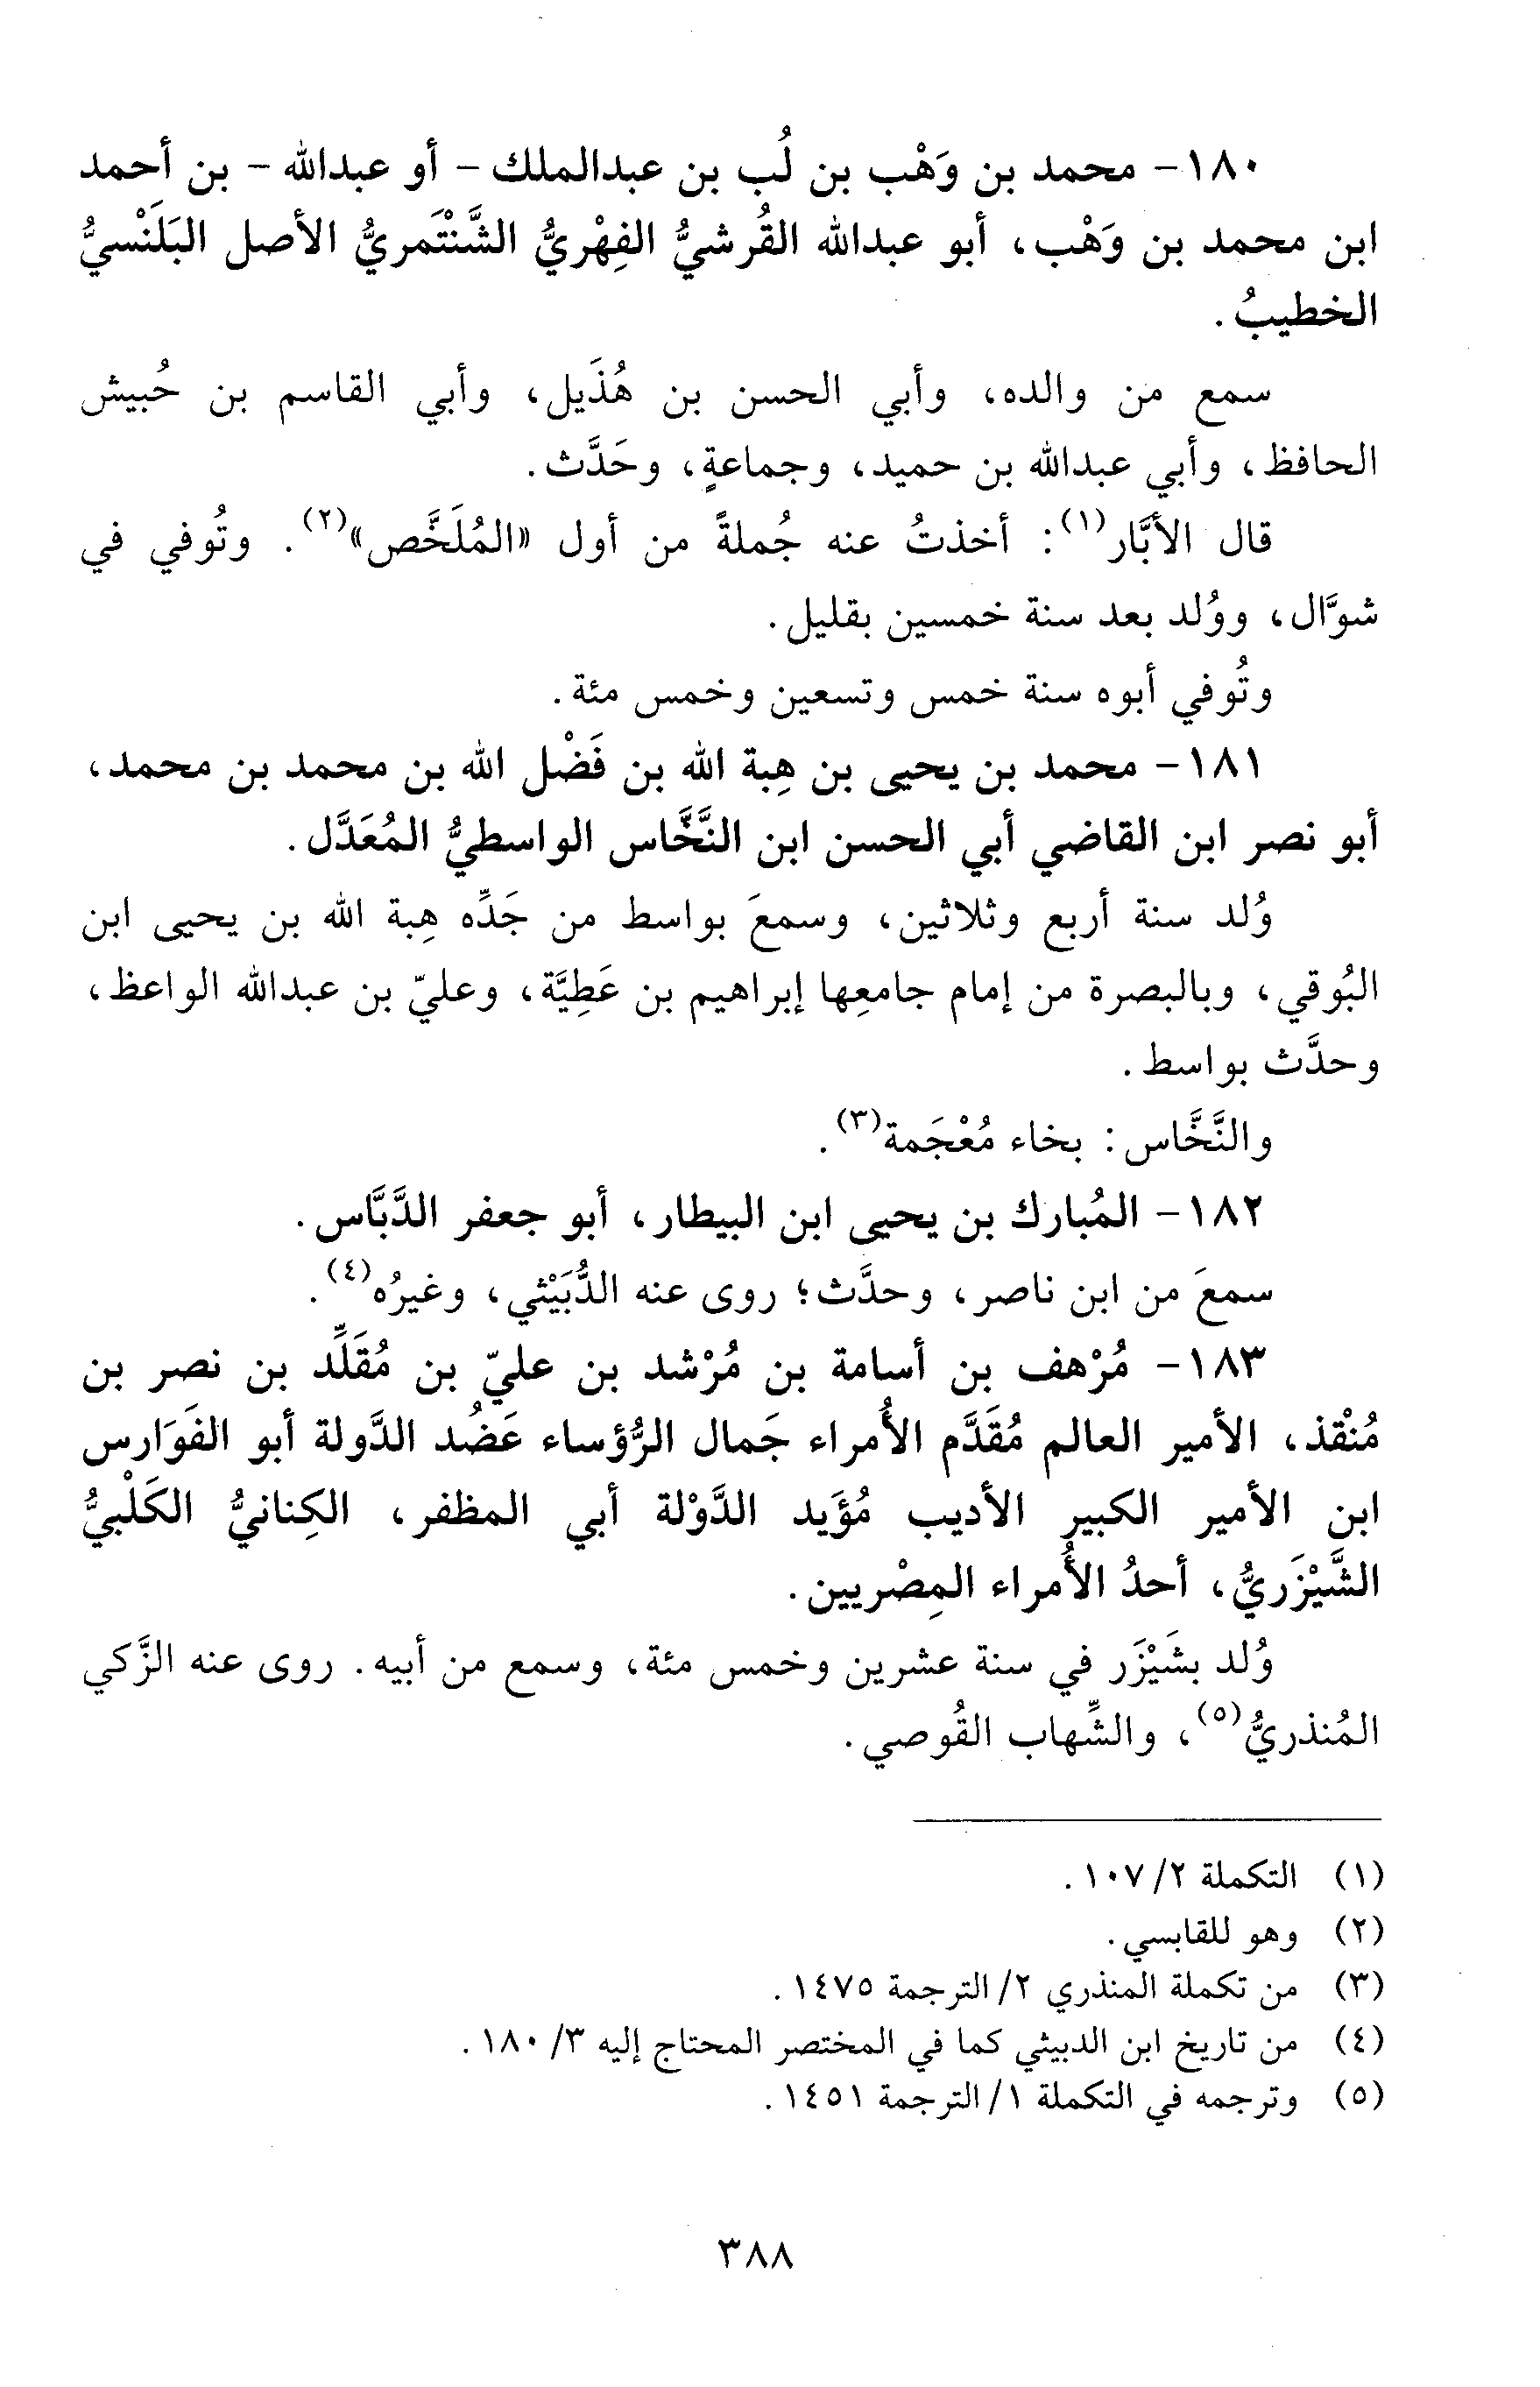 ١٨٠- محمد بن وَهْب بن لُب بن عبدالملك - أو عبدالله - بن أحمد
ابن محمد بن وَهْب، أبو عبدالله القُرشيُّ الفِهْريُّ الشَّنْتَمريُّ الأصل البَلَنْسيُّ
الخطيبُ.
سمع من والده، وأبي الحسن بن هُذَيل، وأبي القاسم بن حُبيش
الحافظ، وأبي عبدالله بن حميد، وجماعةٍ، وحَدَّث.
قال الأبَّار(١): أخذتُ عنه جُملةً من أول «المُلَخَّص»(٢). وتُوفي في
شوَّال، ووُلد بعد سنة خمسين بقليل.
وتُوفي أبوه سنة خمس وتسعين وخمس مئة.
١٨١- محمد بن يحيى بن هِبة الله بن فَضْل الله بن محمد بن محمد،
أبو نصر ابن القاضي أبي الحسن ابن النَّخَّاس الواسطيُّ المُعَدَّل.
وُلد سنة أربع وثلاثين، وسمعَ بواسط من جَدِّه هِبة الله بن يحيى ابن
البُوقي، وبالبصرة من إمام جامعِها إبراهيم بن عَطِيَّة، وعليّ بن عبدالله الواعظ،
وحدَّث بواسط.
والنَّخَّاس: بخاء مُعْجَمة(٣).
١٨٢- المُبارك بن يحيى ابن البيطار، أبو جعفر الدَّبَّاس.
سمعَ من ابن ناصر، وحدَّث؛ روى عنه الدُّبَيْثي، وغيرُه(٤).
١٨٣- مُرْهف بن أسامة بن مُرْشد بن عليّ بن مُقَلِّد بن نصر بن
مُنْقذ، الأمير العالم مُقَدَّم الأُمراء جَمال الرُّؤساء عَضُد الدَّولة أبو الفَوَارس
ابن الأمير الكبير الأديب مُؤَيد الدَّوْلة أبي المظفر، الكِنانيُّ الكَلْبيُّ
الشَّيْزَريُّ، أحدُ الأُمراء المِصْريين.
وُلد بشَيْزَر في سنة عشرين وخمس مئة، وسمع من أبيه. روى عنه الزَّكي
المُنذريُّ(٥)، والشِّهاب القُوصي.
(١) التكملة ٢/ ١٠٧.
(٢) وهو للقابسي.
(٣) من تكملة المنذري ٢/ الترجمة ١٤٧٥.
(٤) من تاريخ ابن الدبيثي كما في المختصر المحتاج إليه ٣/ ١٨٠.
(٥) وترجمه في التكملة ١/ الترجمة ١٤٥١.
٣٨٨